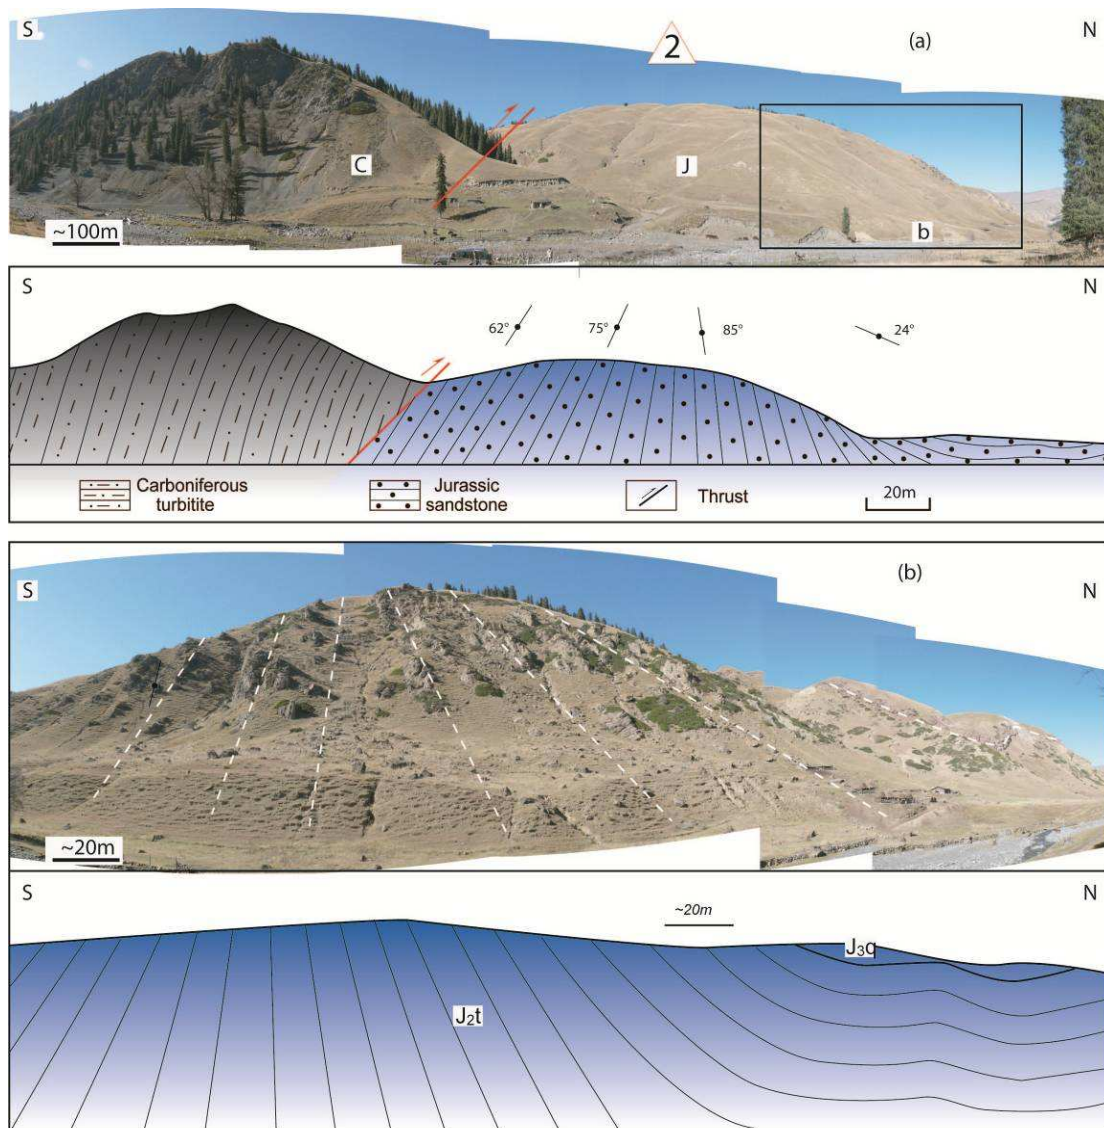 S
2
(a)
N
C
J
b
~100m
S
N
62°
75°
85°
24°
Carboniferous
turbitite
Jurassic
sandstone
Thrust
20m
S
(b)
N
~20m
S
N
~20m
J₃q
J₂t